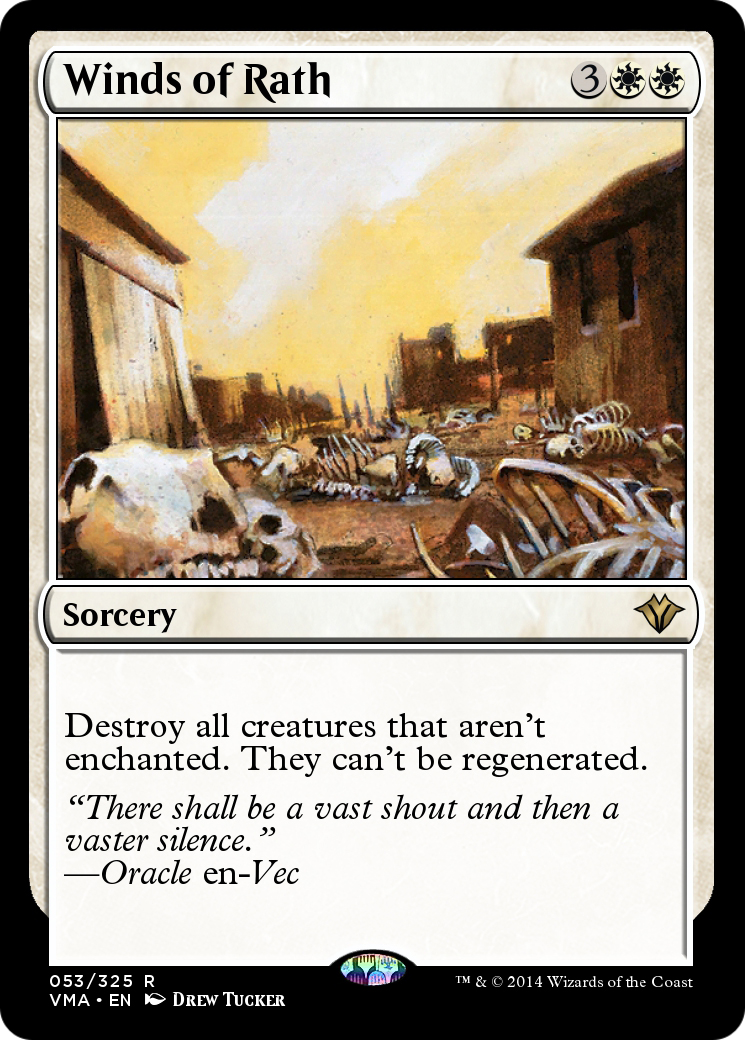 Winds of Rath
3
Sorcery
Destroy all creatures that aren't
enchanted. They can't be regenerated.
“There shall be a vast shout and then a
vaster silence.”
—Oracle en-Vec
053/325 R
™ & © 2014 Wizards of the Coast
VMA • EN DREW TUCKER